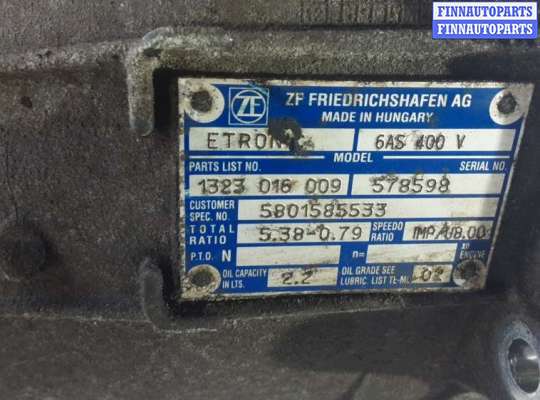 FINNAUTOPARTS
FINNAUTOPARTS
ZF ZF FRIEDRICHSHAFEN AG
MADE IN HUNGARY
6AS 400 V
MODEL
PARTS LIST NO. SERIAL NO.
1323 016 009 578598
CUSTOMER SPEC. NO. 5801585533
TOTAL RATIO 5.38-0.79 SPEEDO RATIO
P.T.O. N n= ENGINE
OIL CAPACITY IN LTS. 2.2 OIL GRADE SEE LUBRIC. LIST TE-ML 02